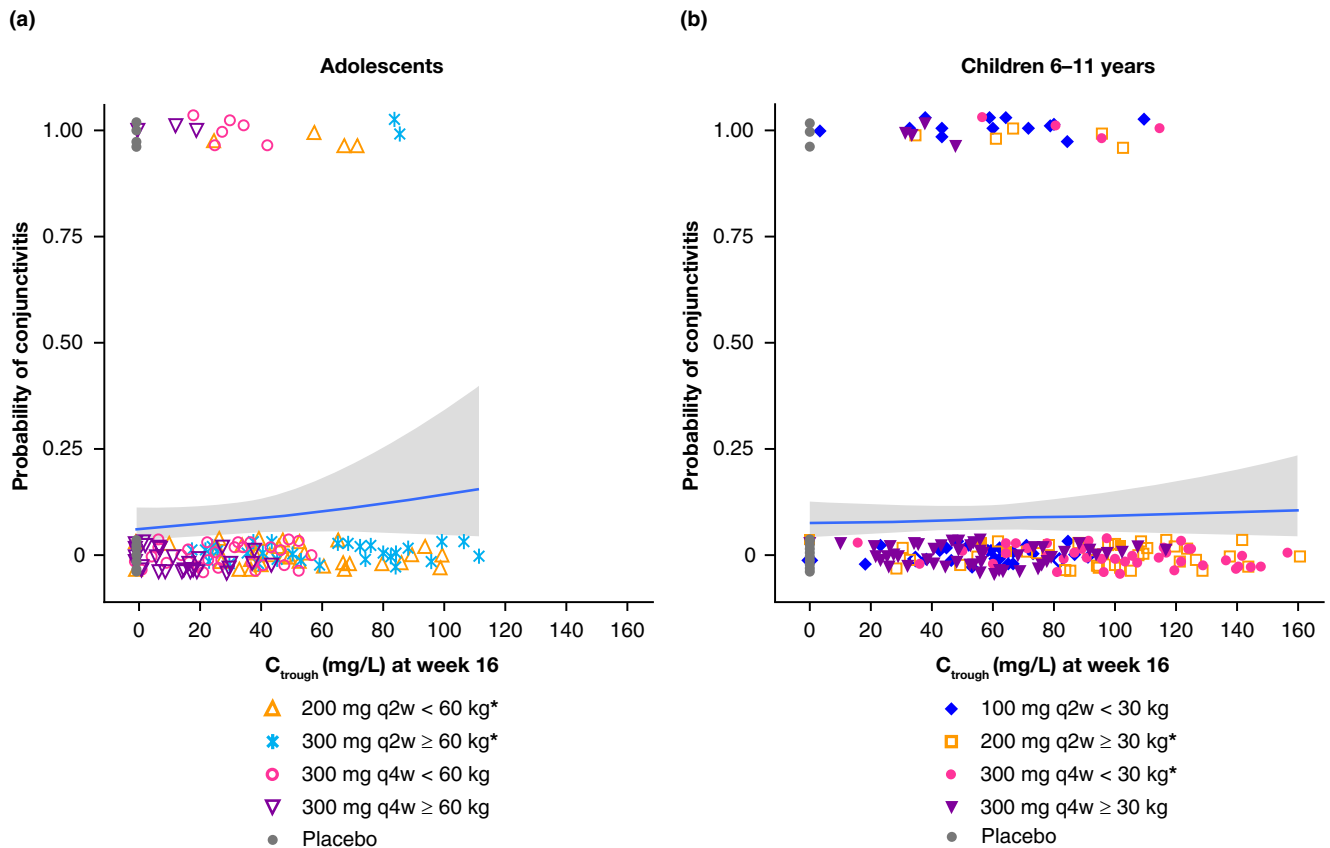 (a)
Adolescents
Probability of conjunctivitis
1.00
0.75
0.50
0.25
0
0 20 40 60 80 100 120 140 160
C_trough (mg/L) at week 16
200 mg q2w < 60 kg*
300 mg q2w ≥ 60 kg*
300 mg q4w < 60 kg
300 mg q4w ≥ 60 kg
Placebo
(b)
Children 6–11 years
Probability of conjunctivitis
1.00
0.75
0.50
0.25
0
0 20 40 60 80 100 120 140 160
C_trough (mg/L) at week 16
100 mg q2w < 30 kg
200 mg q2w ≥ 30 kg*
300 mg q4w < 30 kg*
300 mg q4w ≥ 30 kg
Placebo